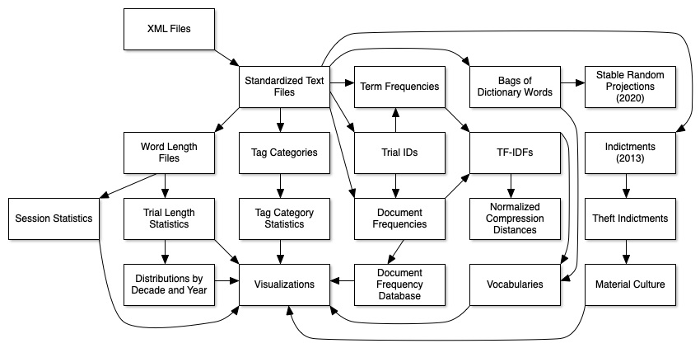 XML Files
Standardized Text
Files
Term Frequencies
Bags of
Dictionary Words
Stable Random
Projections
(2020)
Word Length
Files
Tag Categories
Trial IDs
TF-IDFs
Indictments
(2013)
Session Statistics
Trial Length
Statistics
Tag Category
Statistics
Document
Frequencies
Normalized
Compression
Distances
Theft Indictments
Distributions by
Decade and Year
Visualizations
Document
Frequency
Database
Vocabularies
Material Culture